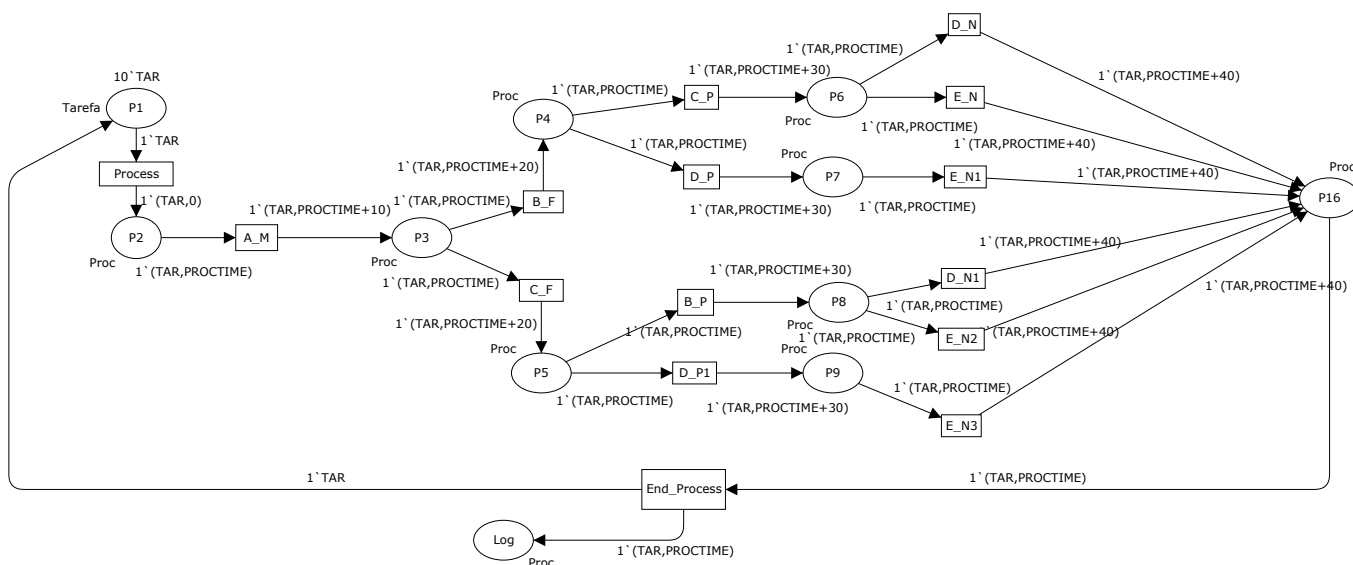 D_N
1`(TAR,PROCTIME)
10`TAR
1`(TAR,PROCTIME+30)
1`(TAR,PROCTIME+40)
1`(TAR,PROCTIME)
Proc
C_P
P6
E_N
Tarefa
P1
P4
Proc
1`(TAR,PROCTIME)
1`TAR
1`(TAR,PROCTIME)
1`(TAR,PROCTIME+40)
Proc
Proc
1`(TAR,PROCTIME+20)
Process
D_P
P7
E_N1
1`(TAR,PROCTIME+40)
1`(TAR,0)
1`(TAR,PROCTIME)
B_F
P16
1`(TAR,PROCTIME+10)
1`(TAR,PROCTIME+30)
1`(TAR,PROCTIME)
P2
A_M
P3
1`(TAR,PROCTIME+40)
Proc
Proc
1`(TAR,PROCTIME)
1`(TAR,PROCTIME+30)
D_N1
1`(TAR,PROCTIME)
C_F
1`(TAR,PROCTIME+40)
B_P
P8
1`(TAR,PROCTIME)
1`(TAR,PROCTIME+20)
Proc
1`(TAR,PROCTIME)
1`(TAR,PROCTIME+40)
1`(TAR,PROCTIME)
E_N2
Proc
Proc
P5
D_P1
P9
1`(TAR,PROCTIME)
1`(TAR,PROCTIME)
1`(TAR,PROCTIME+30)
E_N3
1`TAR
1`(TAR,PROCTIME)
End_Process
Log
1`(TAR,PROCTIME)
Proc